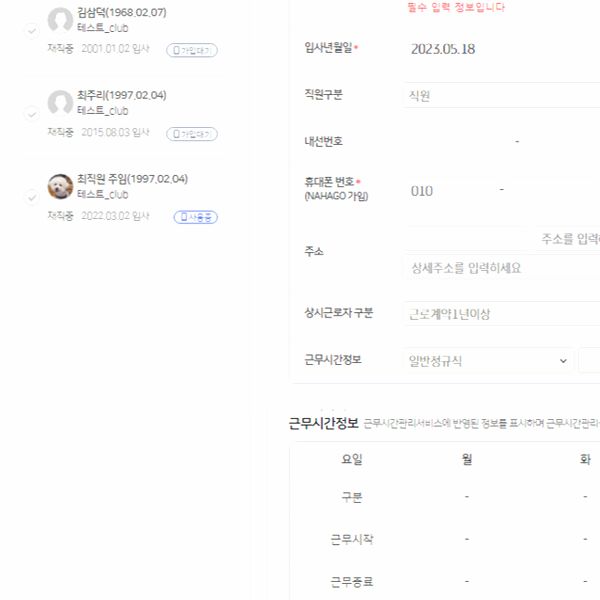 김삼덕(1968.02.07)
테스트_club
재직중 2001.01.02 입사 가입대기
최주리(1997.02.04)
테스트_club
재직중 2015.08.03 입사 가입대기
최직원 주임(1997.02.04)
테스트_club
재직중 2022.03.02 입사 사용중
필수 입력 정보입니다
입사년월일* 2023.05.18
직원구분 직원
내선번호 -
휴대폰 번호* 010 -
(NAHAGO 가입)
주소 주소를 입력하
상세주소를 입력하세요
상시근로자 구분 근로계약1년이상
근무시간정보 일반정규식
근무시간정보 근무시간관리서비스에 반영된 정보를 표시하며 근무시간관리
요일 월 화
구분 - -
근무시작 - -
근무종료 - -